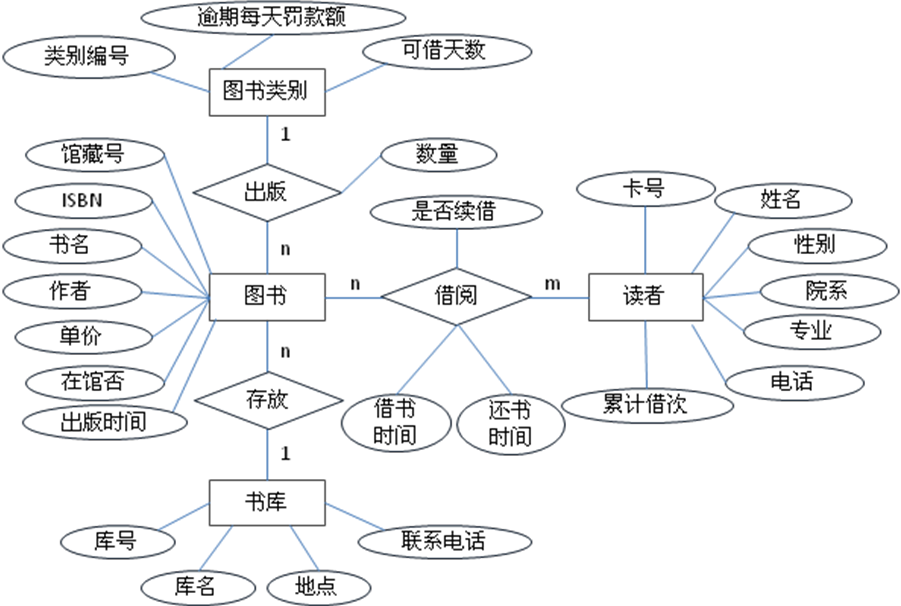 逾期每天罚款额
类别编号
可借天数
图书类别
1
馆藏号
数量
出版
ISBN
卡号
姓名
是否续借
书名
性别
n
作者
图书
n
借阅
m
读者
院系
单价
专业
n
在馆否
存放
电话
出版时间
借书
时间
还书
时间
累计借次
1
书库
库号
联系电话
库名
地点